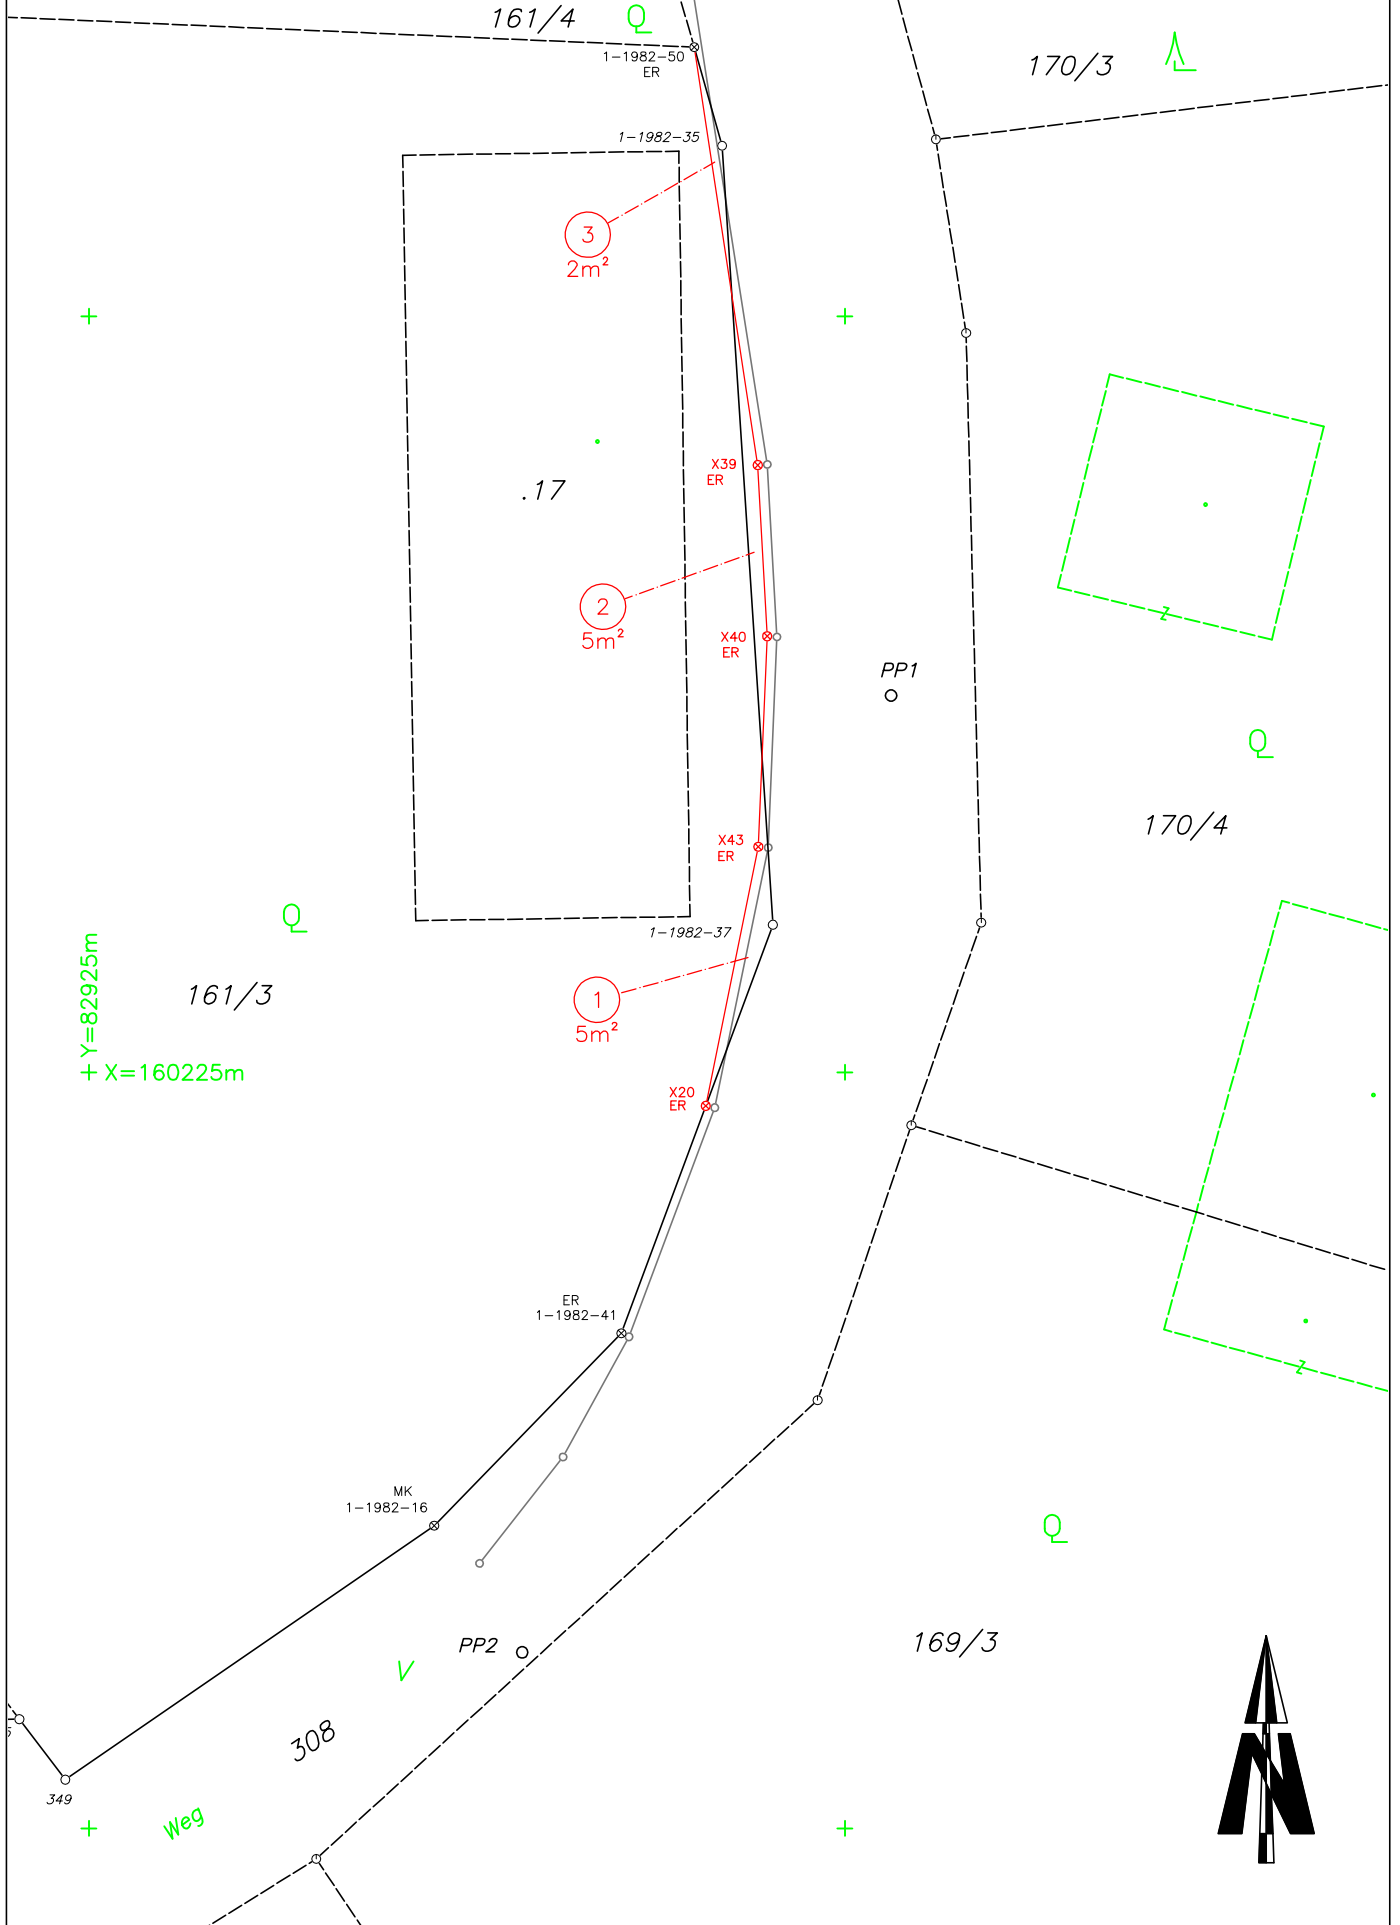 161/4
Q
1-1982-50
ER
170/3
1-1982-35
3
2m²
X39
ER
.17
2
5m²
X40
ER
PP1
Q
170/4
X43
ER
Q
1-1982-37
161/3
1
5m²
Y=82925m
X=160225m
X20
ER
ER
1-1982-41
MK
1-1982-16
Q
PP2
169/3
V
308
349
Weg
N